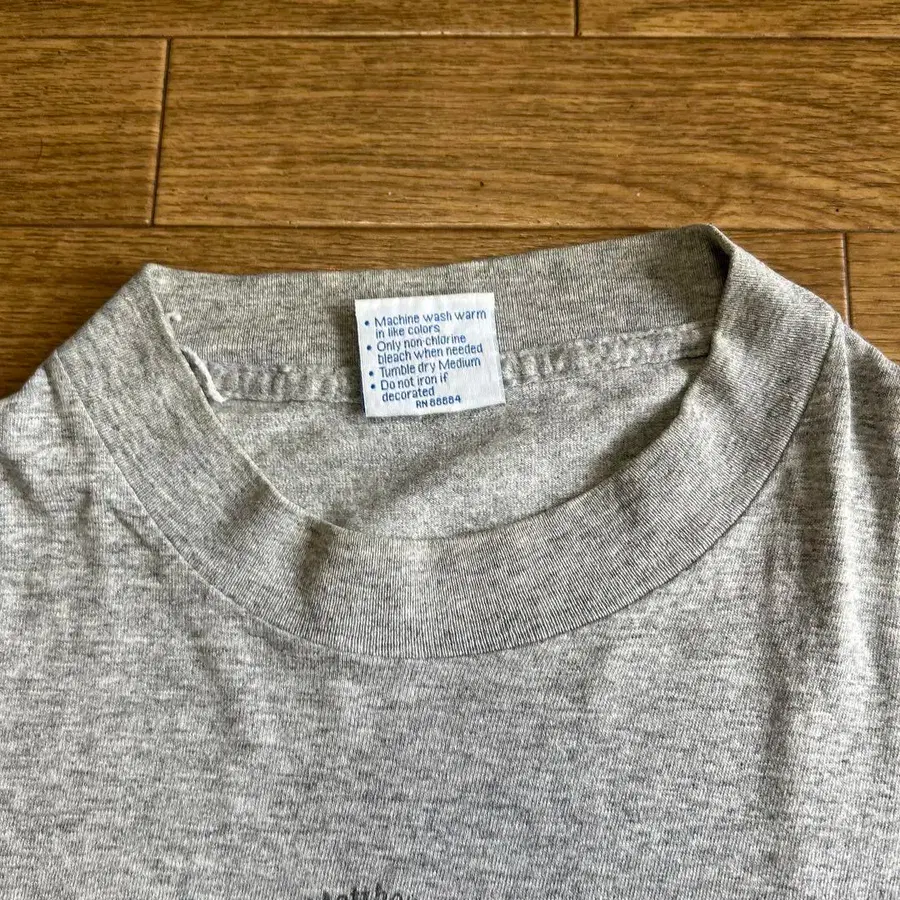 • Machine wash warm
in like colors
• Only non-chlorine
bleach when needed
• Tumble dry Medium
• Do not iron if
decorated
RN 88884